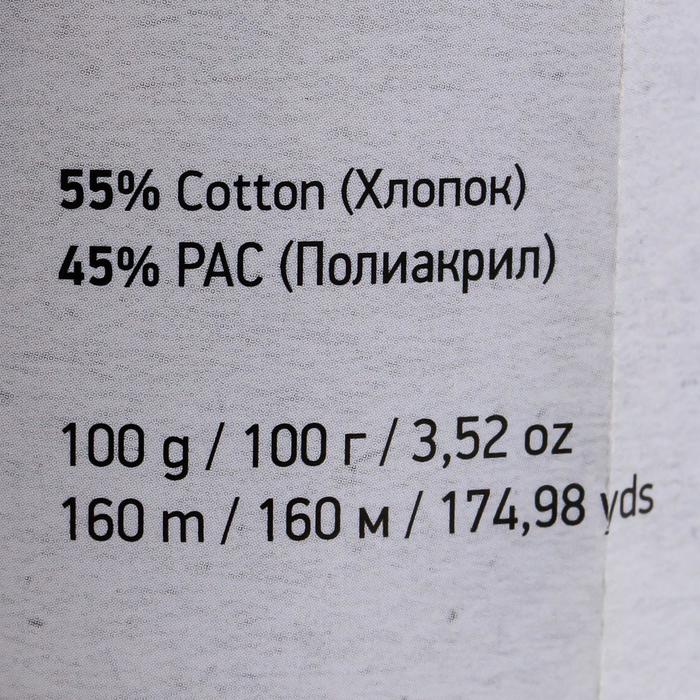 55% Cotton (Хлопок)
45% PAC (Полиакрил)
100 g / 100 г / 3,52 oz
160 m / 160 м / 174,98 yds